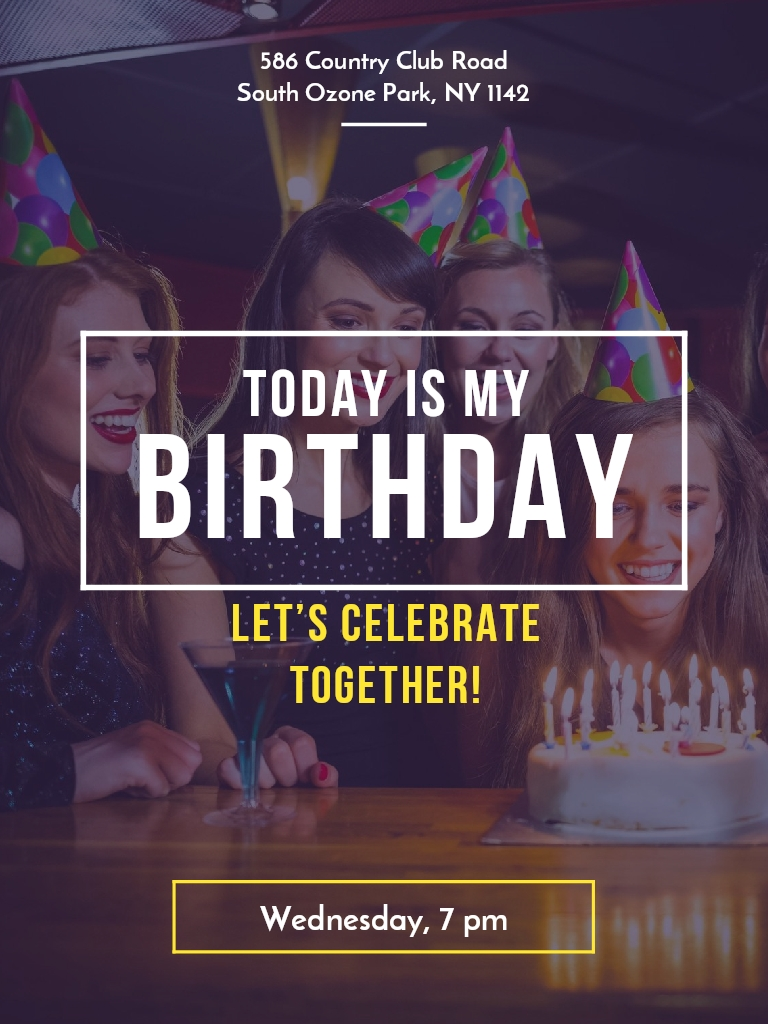 586 Country Club Road
South Ozone Park, NY 1142
TODAY IS MY
BIRTHDAY
LET'S CELEBRATE
TOGETHER!
Wednesday, 7 pm